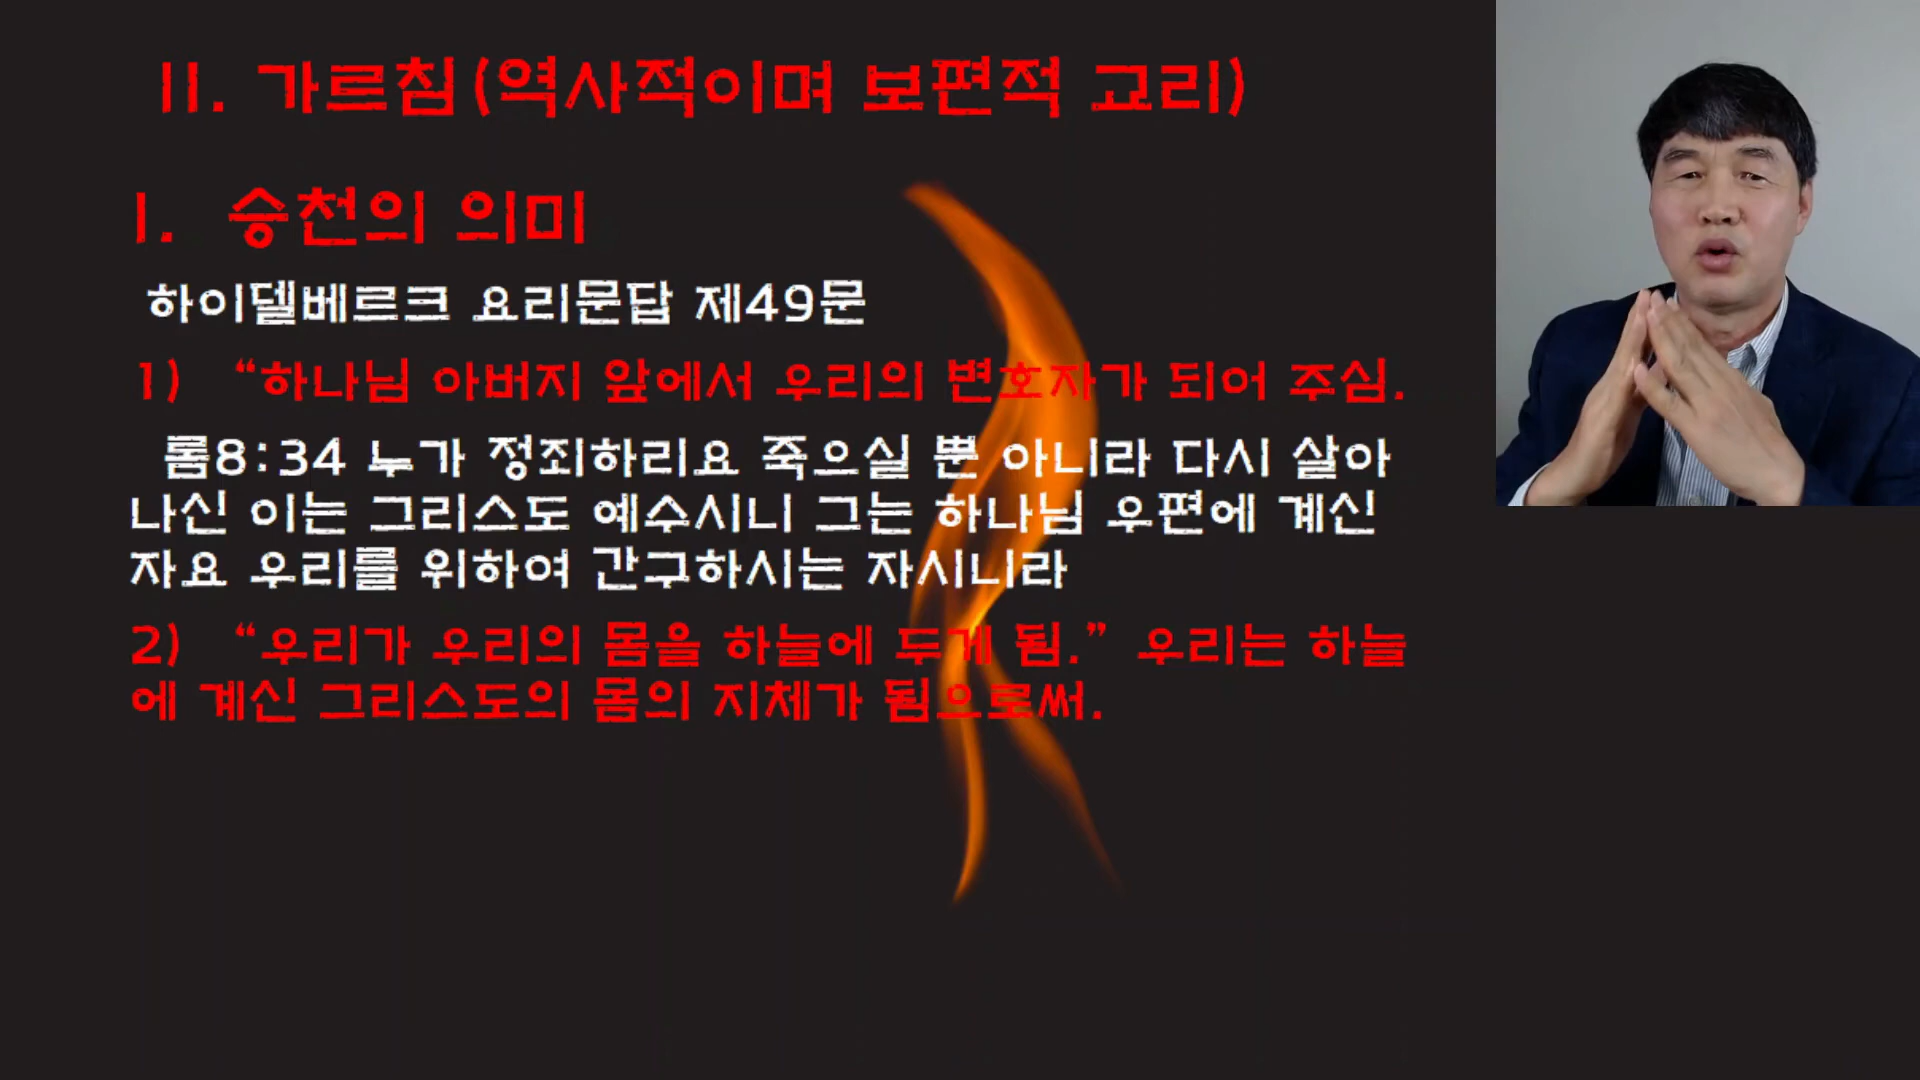 II. 가르침(역사적이며 보편적 교리)
I. 승천의 의미
하이델베르크 요리문답 제49문
1) “하나님 아버지 앞에서 우리의 변호자가 되어 주심.
롬8:34 누가 정죄하리요 죽으실 뿐 아니라 다시 살아
나신 이는 그리스도 예수시니 그는 하나님 우편에 계신
자요 우리를 위하여 간구하시는 자시니라
2) “우리가 우리의 몸을 하늘에 두게 됨.” 우리는 하늘
에 계신 그리스도의 몸의 지체가 됨으로써.